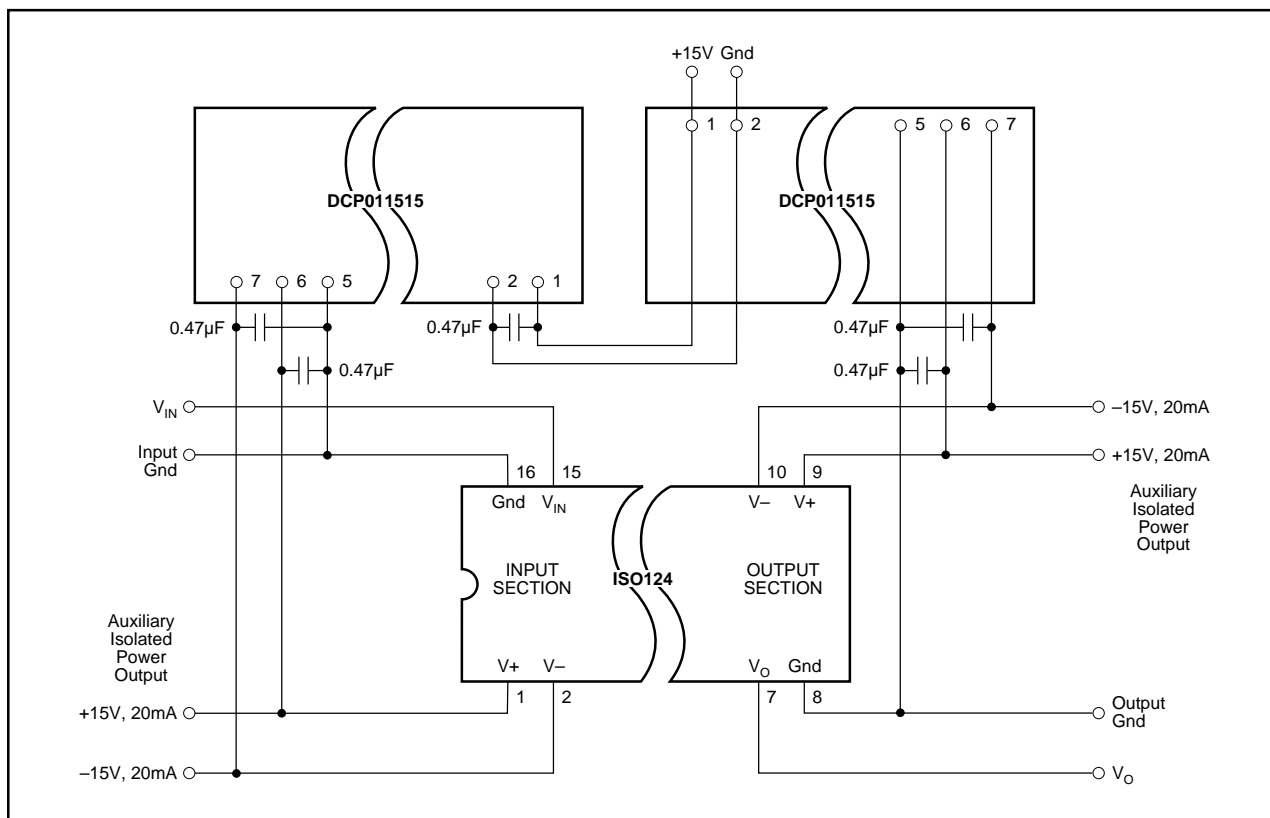 +15V Gnd
1 2 5 6 7
DCP011515 DCP011515
7 6 5 2 1
0.47µF 0.47µF 0.47µF
0.47µF 0.47µF
V_IN
–15V, 20mA
Input
Gnd
+15V, 20mA
16 15 10 9
Gnd V_IN V– V+
Auxiliary
Isolated
Power
Output
INPUT
SECTION
ISO124
OUTPUT
SECTION
Auxiliary
Isolated
Power
Output
V+ V– V_O Gnd
1 2 7 8
+15V, 20mA
Output
Gnd
–15V, 20mA
V_O